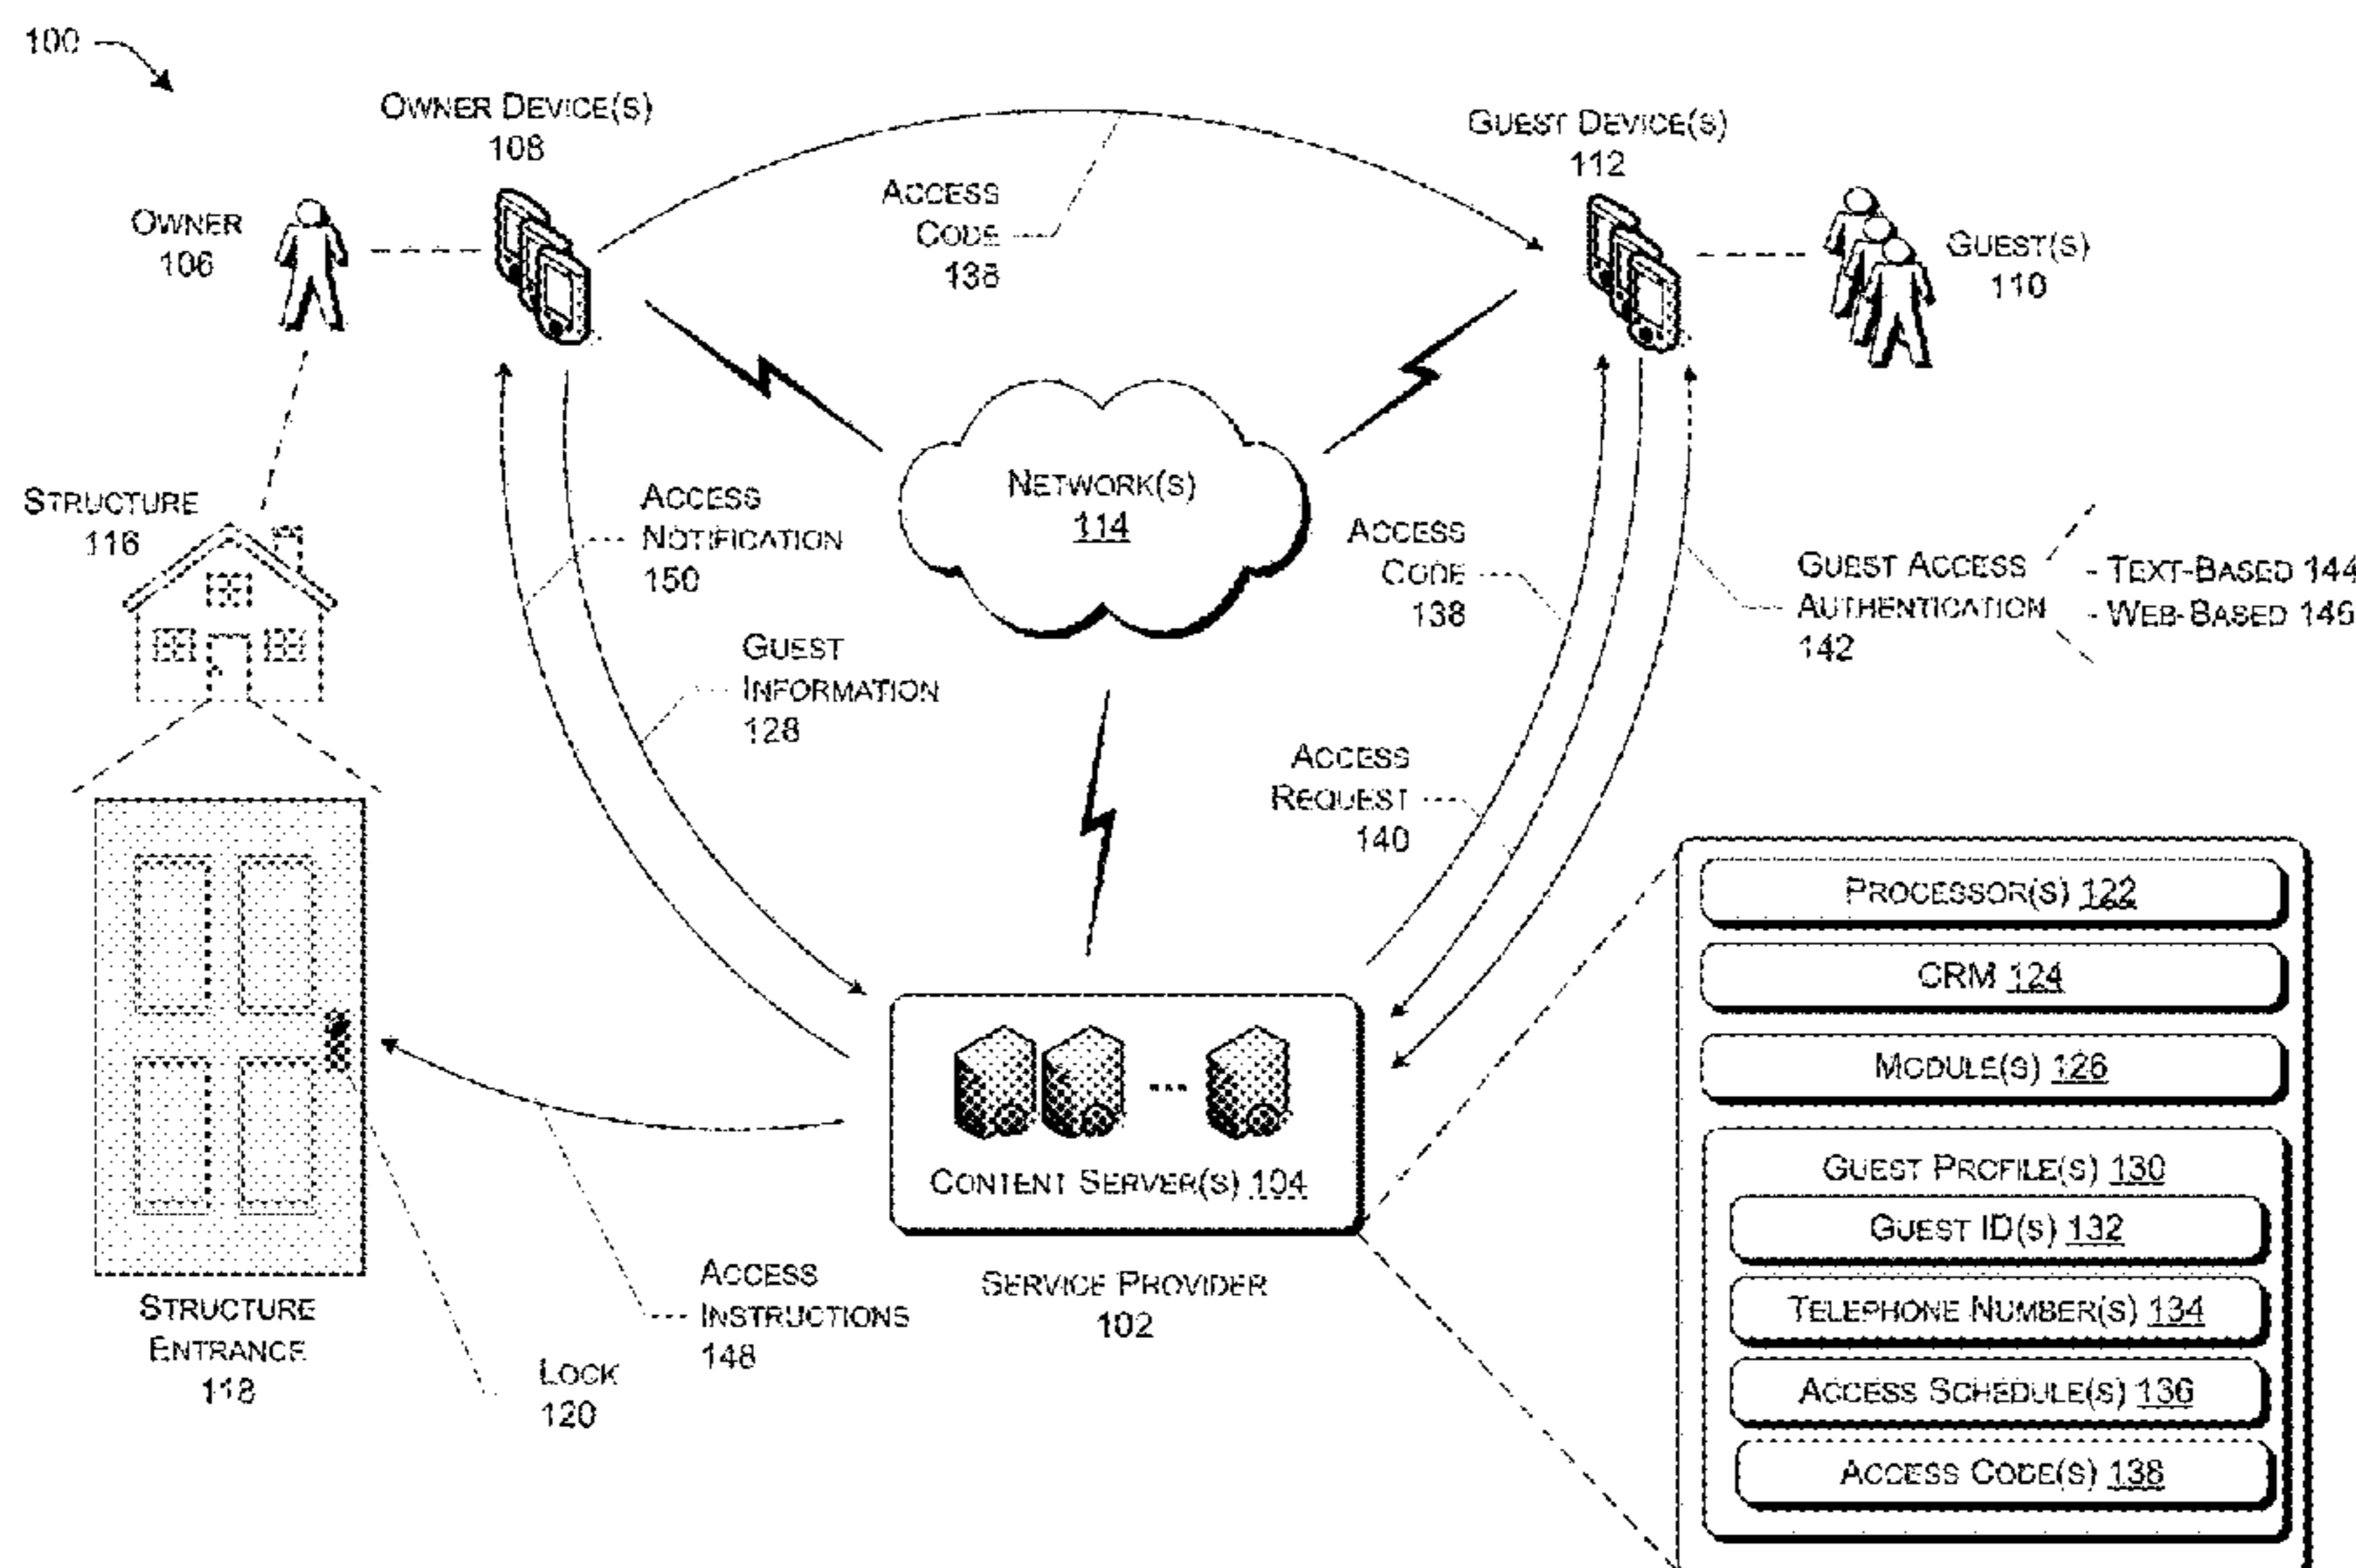 100
OWNER DEVICE(S)
108
GUEST DEVICE(S)
112
ACCESS
CODE
138
OWNER
106
GUEST(S)
110
STRUCTURE
116
ACCESS
NOTIFICATION
150
NETWORK(S)
114
ACCESS
CODE
138
GUEST ACCESS
AUTHENTICATION
142
- TEXT-BASED 144
- WEB-BASED 146
GUEST
INFORMATION
128
ACCESS
REQUEST
140
PROCESSOR(S) 122
CRM 124
MODULE(S) 126
GUEST PROFILE(S) 130
GUEST ID(S) 132
TELEPHONE NUMBER(S) 134
ACCESS SCHEDULE(S) 136
ACCESS CODE(S) 138
...
CONTENT SERVER(S) 104
SERVICE PROVIDER
102
ACCESS
INSTRUCTIONS
148
STRUCTURE
ENTRANCE
118
LOCK
120